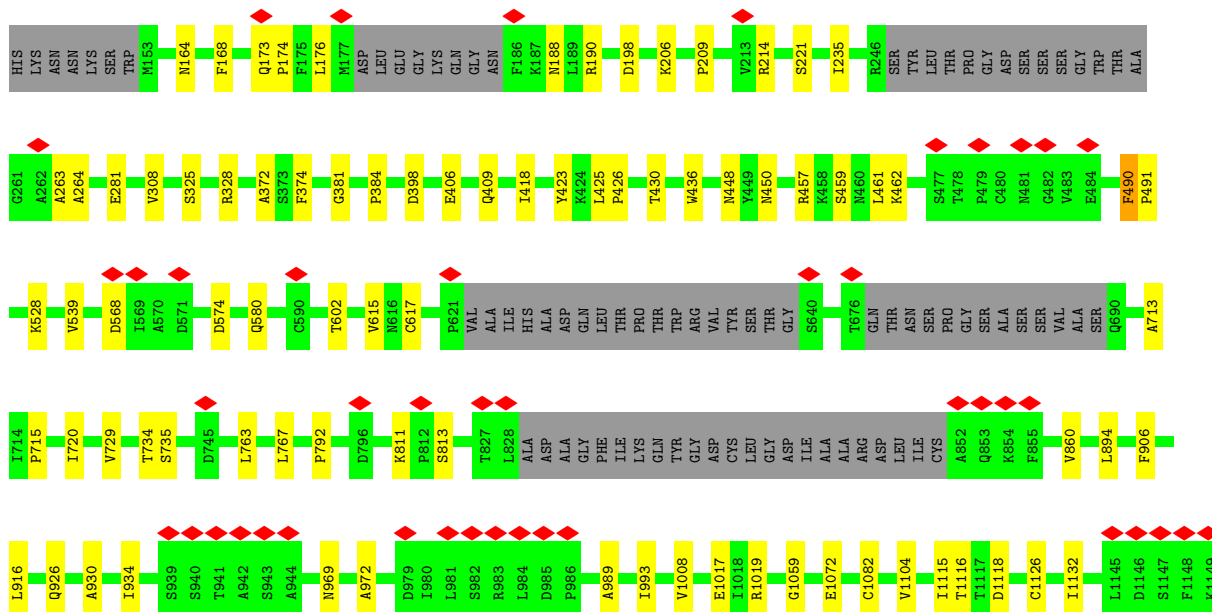 HIS LYS ASN ASN LYS SER TRP M153 N164 F168 Q173 P174 F175 L176 M177 ASP LEU GLU GLY LYS GLN GLY ASN F186 K187 N188 L189 R190 D198 K206 P209 V213 R214 S221 I235 R246 SER TYR LEU THR PRO GLY ASP SER SER SER GLY TRP THR ALA
G261 A262 A263 A264 E281 V308 S325 R328 A372 S373 F374 G381 P384 D398 E406 Q409 I418 Y423 K424 L425 P426 T430 W436 N448 Y449 N450 R457 K458 S459 N460 L461 K462 S477 T478 P479 C480 N481 G482 V483 E484 F490 P491
K528 V539 D568 I569 A570 D571 D574 Q580 C590 T602 V615 N616 C617 P621 VAL ALA ILE HIS ALA ASP GLN LEU THR PRO THR TRP ARG VAL TYR SER THR GLY S640 T676 GLN THR ASN SER PRO GLY SER ALA SER SER VAL ALA SER Q690 A713
I714 P715 I720 V729 T734 S735 D745 L763 L767 P792 D796 K811 P812 S813 T827 L828 ALA ASP ALA GLY PHE ILE LYS GLN TYR GLY ASP CYS LEU GLY ASP ILE ALA ALA ARG ASP LEU ILE CYS A852 Q853 K854 F855 V860 L894 F906
L916 Q926 A930 I934 S939 S940 T941 A942 S943 A944 N969 A972 D979 I980 L981 S982 R983 L984 D985 P986 A989 I993 V1008 E1017 I1018 R1019 G1059 E1072 C1082 V1104 I1115 T1116 T1117 D1118 C1126 I1132 L1145 D1146 S1147 F1148 K1149